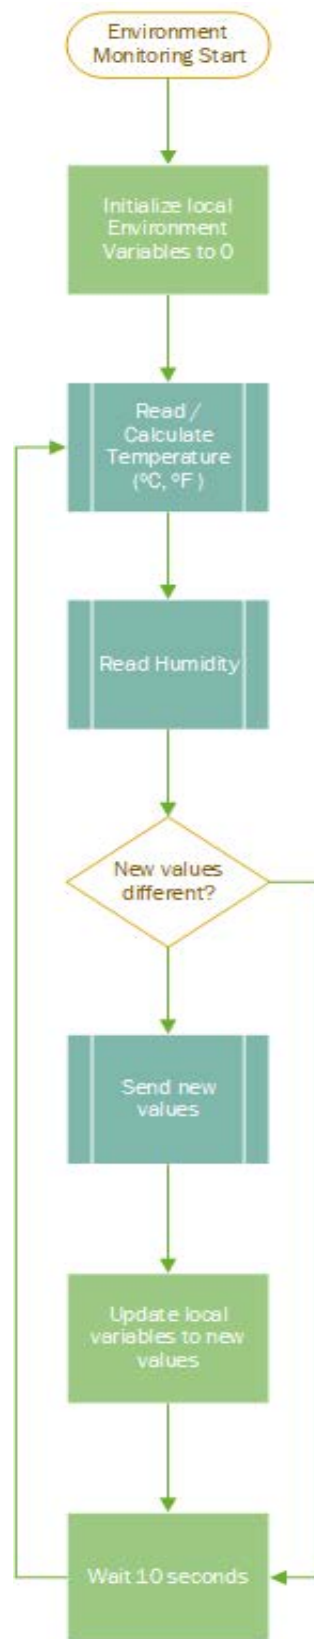 Environment
Monitoring Start
Initialize local
Environment
Variables to 0
Read /
Calculate
Temperature
(ºC, ºF )
Read Humidity
New values
different?
Send new
values
Update local
variables to new
values
Wait 10 seconds